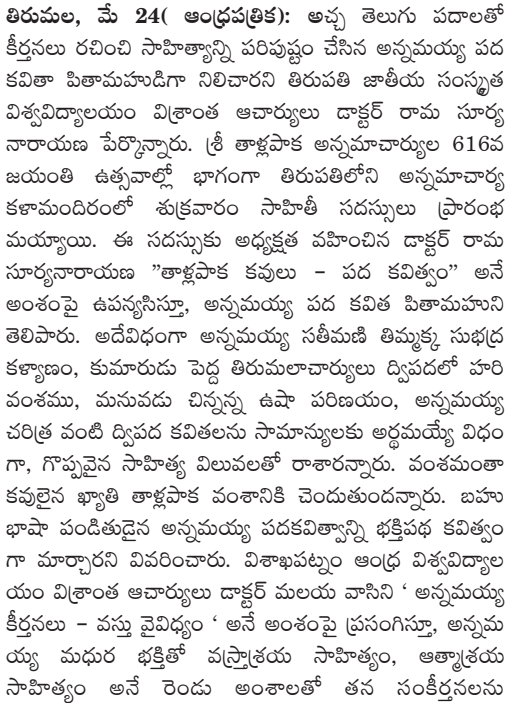 తిరుమల, మే 24( ఆంధ్రపత్రిక): అచ్చ తెలుగు పదాలతో
కీర్తనలు రచించి సాహిత్యాన్ని పరిపుష్టం చేసిన అన్నమయ్య పద
కవితా పితామహుడిగా నిలిచారని తిరుపతి జాతీయ సంస్కృత
విశ్వవిద్యాలయం విశ్రాంత ఆచార్యులు డాక్టర్ రామ సూర్య
నారాయణ పేర్కొన్నారు. శ్రీ తాళ్లపాక అన్నమాచార్యుల 616వ
జయంతి ఉత్సవాల్లో భాగంగా తిరుపతిలోని అన్నమాచార్య
కళామందిరంలో శుక్రవారం సాహితీ సదస్సులు ప్రారంభ
మయ్యాయి. ఈ సదస్సుకు అధ్యక్షత వహించిన డాక్టర్ రామ
సూర్యనారాయణ ”తాళ్లపాక కవులు – పద కవిత్వం” అనే
అంశంపై ఉపన్యసిస్తూ, అన్నమయ్య పద కవిత పితామహుని
తెలిపారు. అదేవిధంగా అన్నమయ్య సతీమణి తిమ్మక్క సుభద్ర
కళ్యాణం, కుమారుడు పెద్ద తిరుమలాచార్యులు ద్విపదలో హరి
వంశము, మనువడు చిన్నన్న ఉషా పరిణయం, అన్నమయ్య
చరిత్ర వంటి ద్విపద కవితలను సామాన్యులకు అర్థమయ్యే విధం
గా, గొప్పవైన సాహిత్య విలువలతో రాశారన్నారు. వంశమంతా
కవులైన ఖ్యాతి తాళ్లపాక వంశానికి చెందుతుందన్నారు. బహు
భాషా పండితుడైన అన్నమయ్య పదకవిత్వాన్ని భక్తిపథ కవిత్వం
గా మార్చారని వివరించారు. విశాఖపట్నం ఆంధ్ర విశ్వవిద్యాల
యం విశ్రాంత ఆచార్యులు డాక్టర్ మలయ వాసిని ‘ అన్నమయ్య
కీర్తనలు – వస్తు వైవిధ్యం ‘ అనే అంశంపై ప్రసంగిస్తూ, అన్నమ
య్య మధుర భక్తితో వస్త్రాశ్రయ సాహిత్యం, ఆత్మాశ్రయ
సాహిత్యం అనే రెండు అంశాలతో తన సంకీర్తనలను